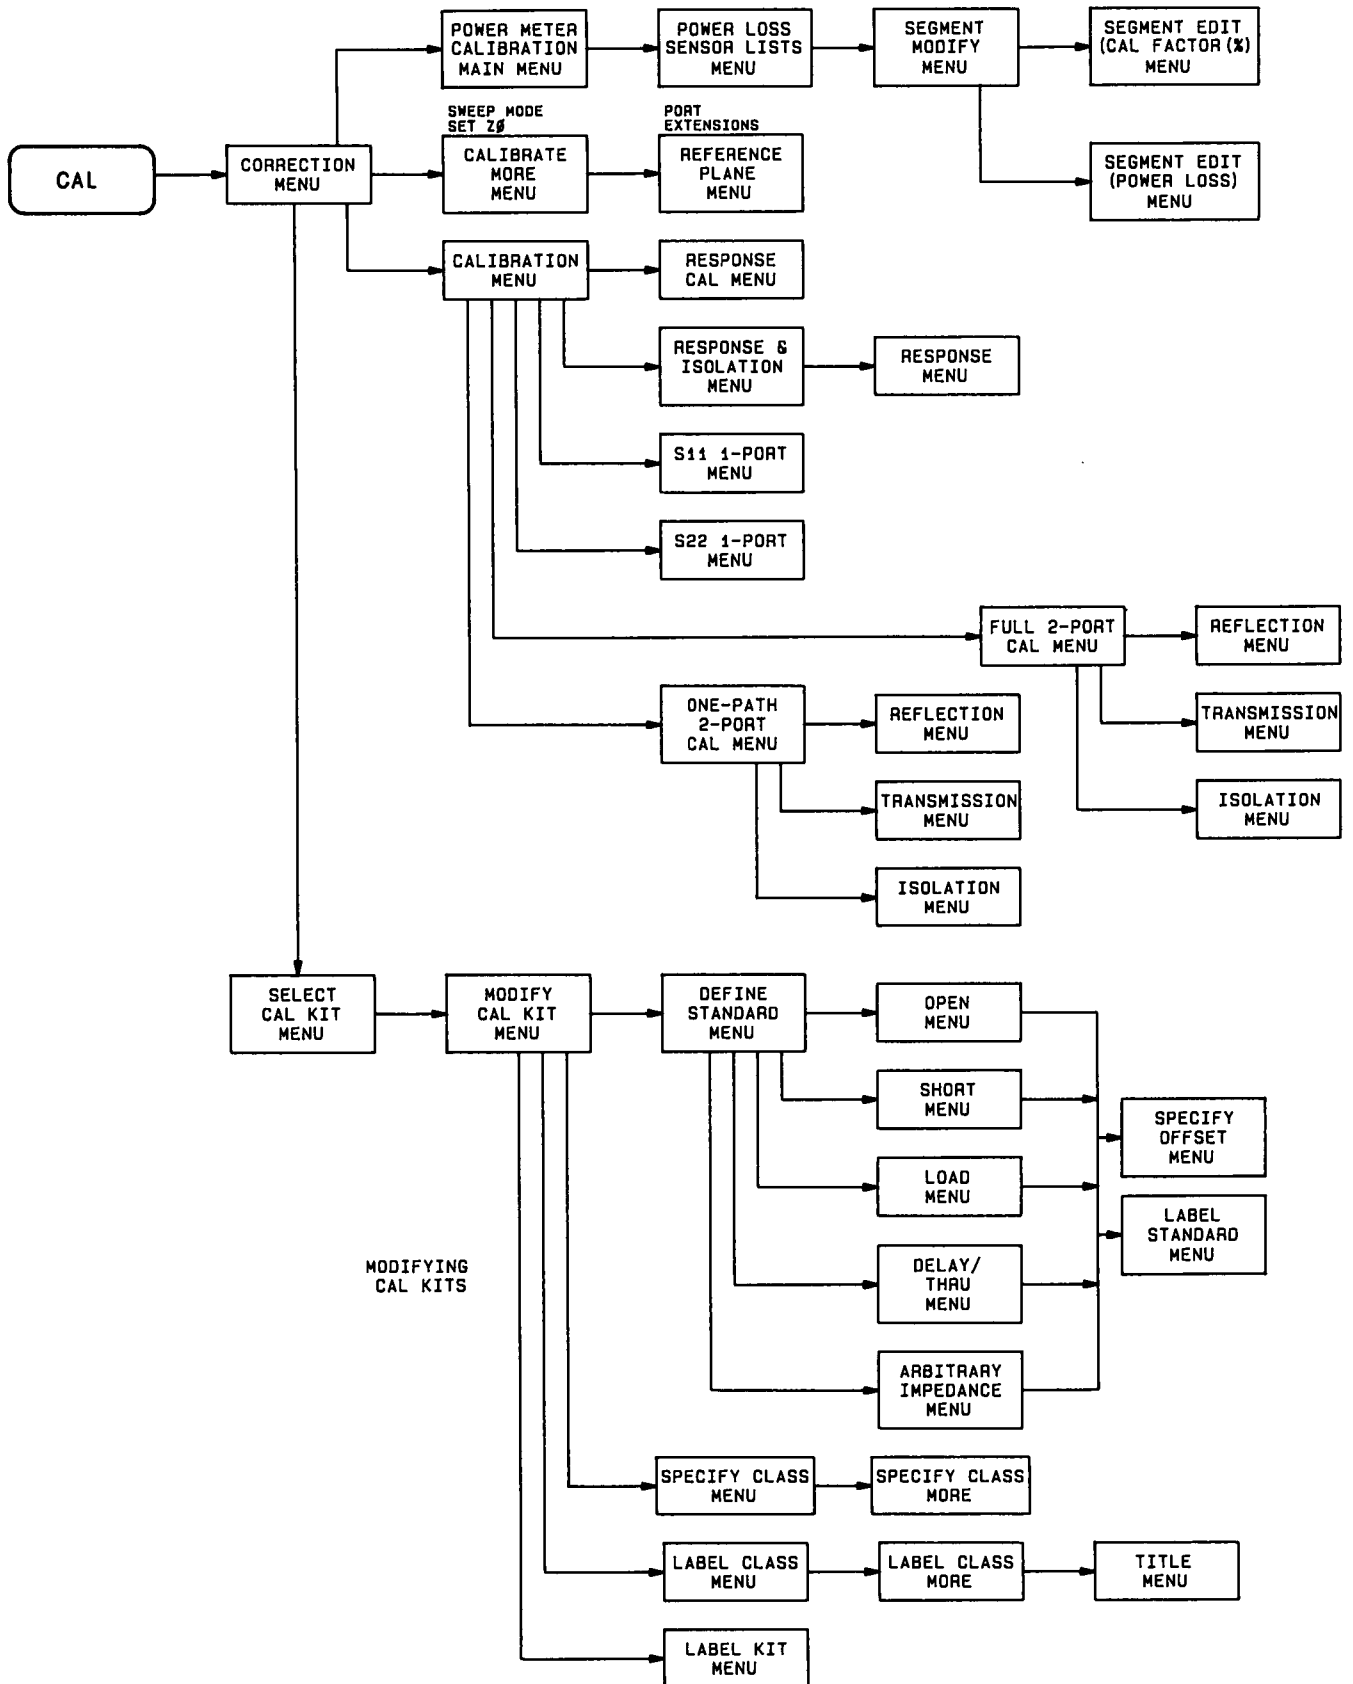 CAL
CORRECTION
MENU
POWER METER
CALIBRATION
MAIN MENU
POWER LOSS
SENSOR LISTS
MENU
SEGMENT
MODIFY
MENU
SEGMENT EDIT
(CAL FACTOR(%)
MENU
SEGMENT EDIT
(POWER LOSS)
MENU
SWEEP MODE
SET ZØ
CALIBRATE
MORE
MENU
PORT
EXTENSIONS
REFERENCE
PLANE
MENU
CALIBRATION
MENU
RESPONSE
CAL MENU
RESPONSE &
ISOLATION
MENU
RESPONSE
MENU
S11 1-PORT
MENU
S22 1-PORT
MENU
FULL 2-PORT
CAL MENU
REFLECTION
MENU
TRANSMISSION
MENU
ISOLATION
MENU
ONE-PATH
2-PORT
CAL MENU
REFLECTION
MENU
TRANSMISSION
MENU
ISOLATION
MENU
SELECT
CAL KIT
MENU
MODIFY
CAL KIT
MENU
DEFINE
STANDARD
MENU
OPEN
MENU
SHORT
MENU
LOAD
MENU
DELAY/
THRU
MENU
ARBITRARY
IMPEDANCE
MENU
SPECIFY
OFFSET
MENU
LABEL
STANDARD
MENU
MODIFYING
CAL KITS
SPECIFY CLASS
MENU
SPECIFY CLASS
MORE
LABEL CLASS
MENU
LABEL CLASS
MORE
TITLE
MENU
LABEL KIT
MENU